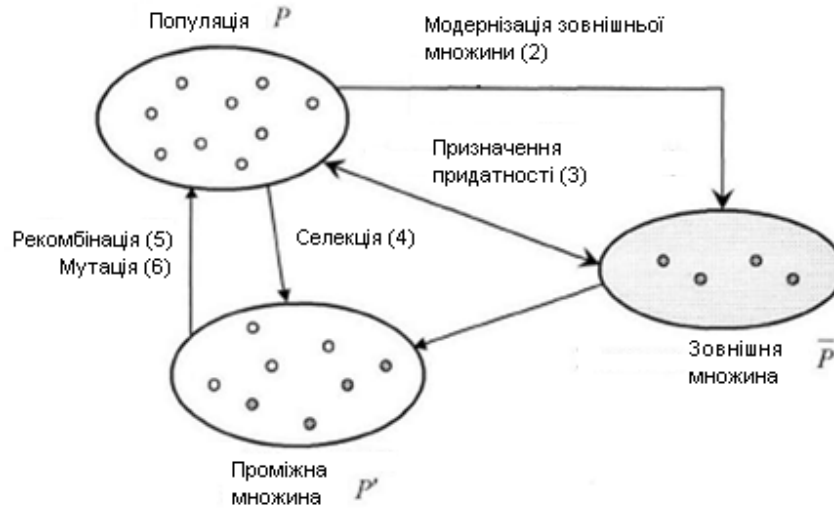 Популяція P
Модернізація зовнішньої
множини (2)
Призначення
придатності (3)
Рекомбінація (5)
Мутація (6)
Селекція (4)
Зовнішня
множина
P̅
Проміжна
множина P'